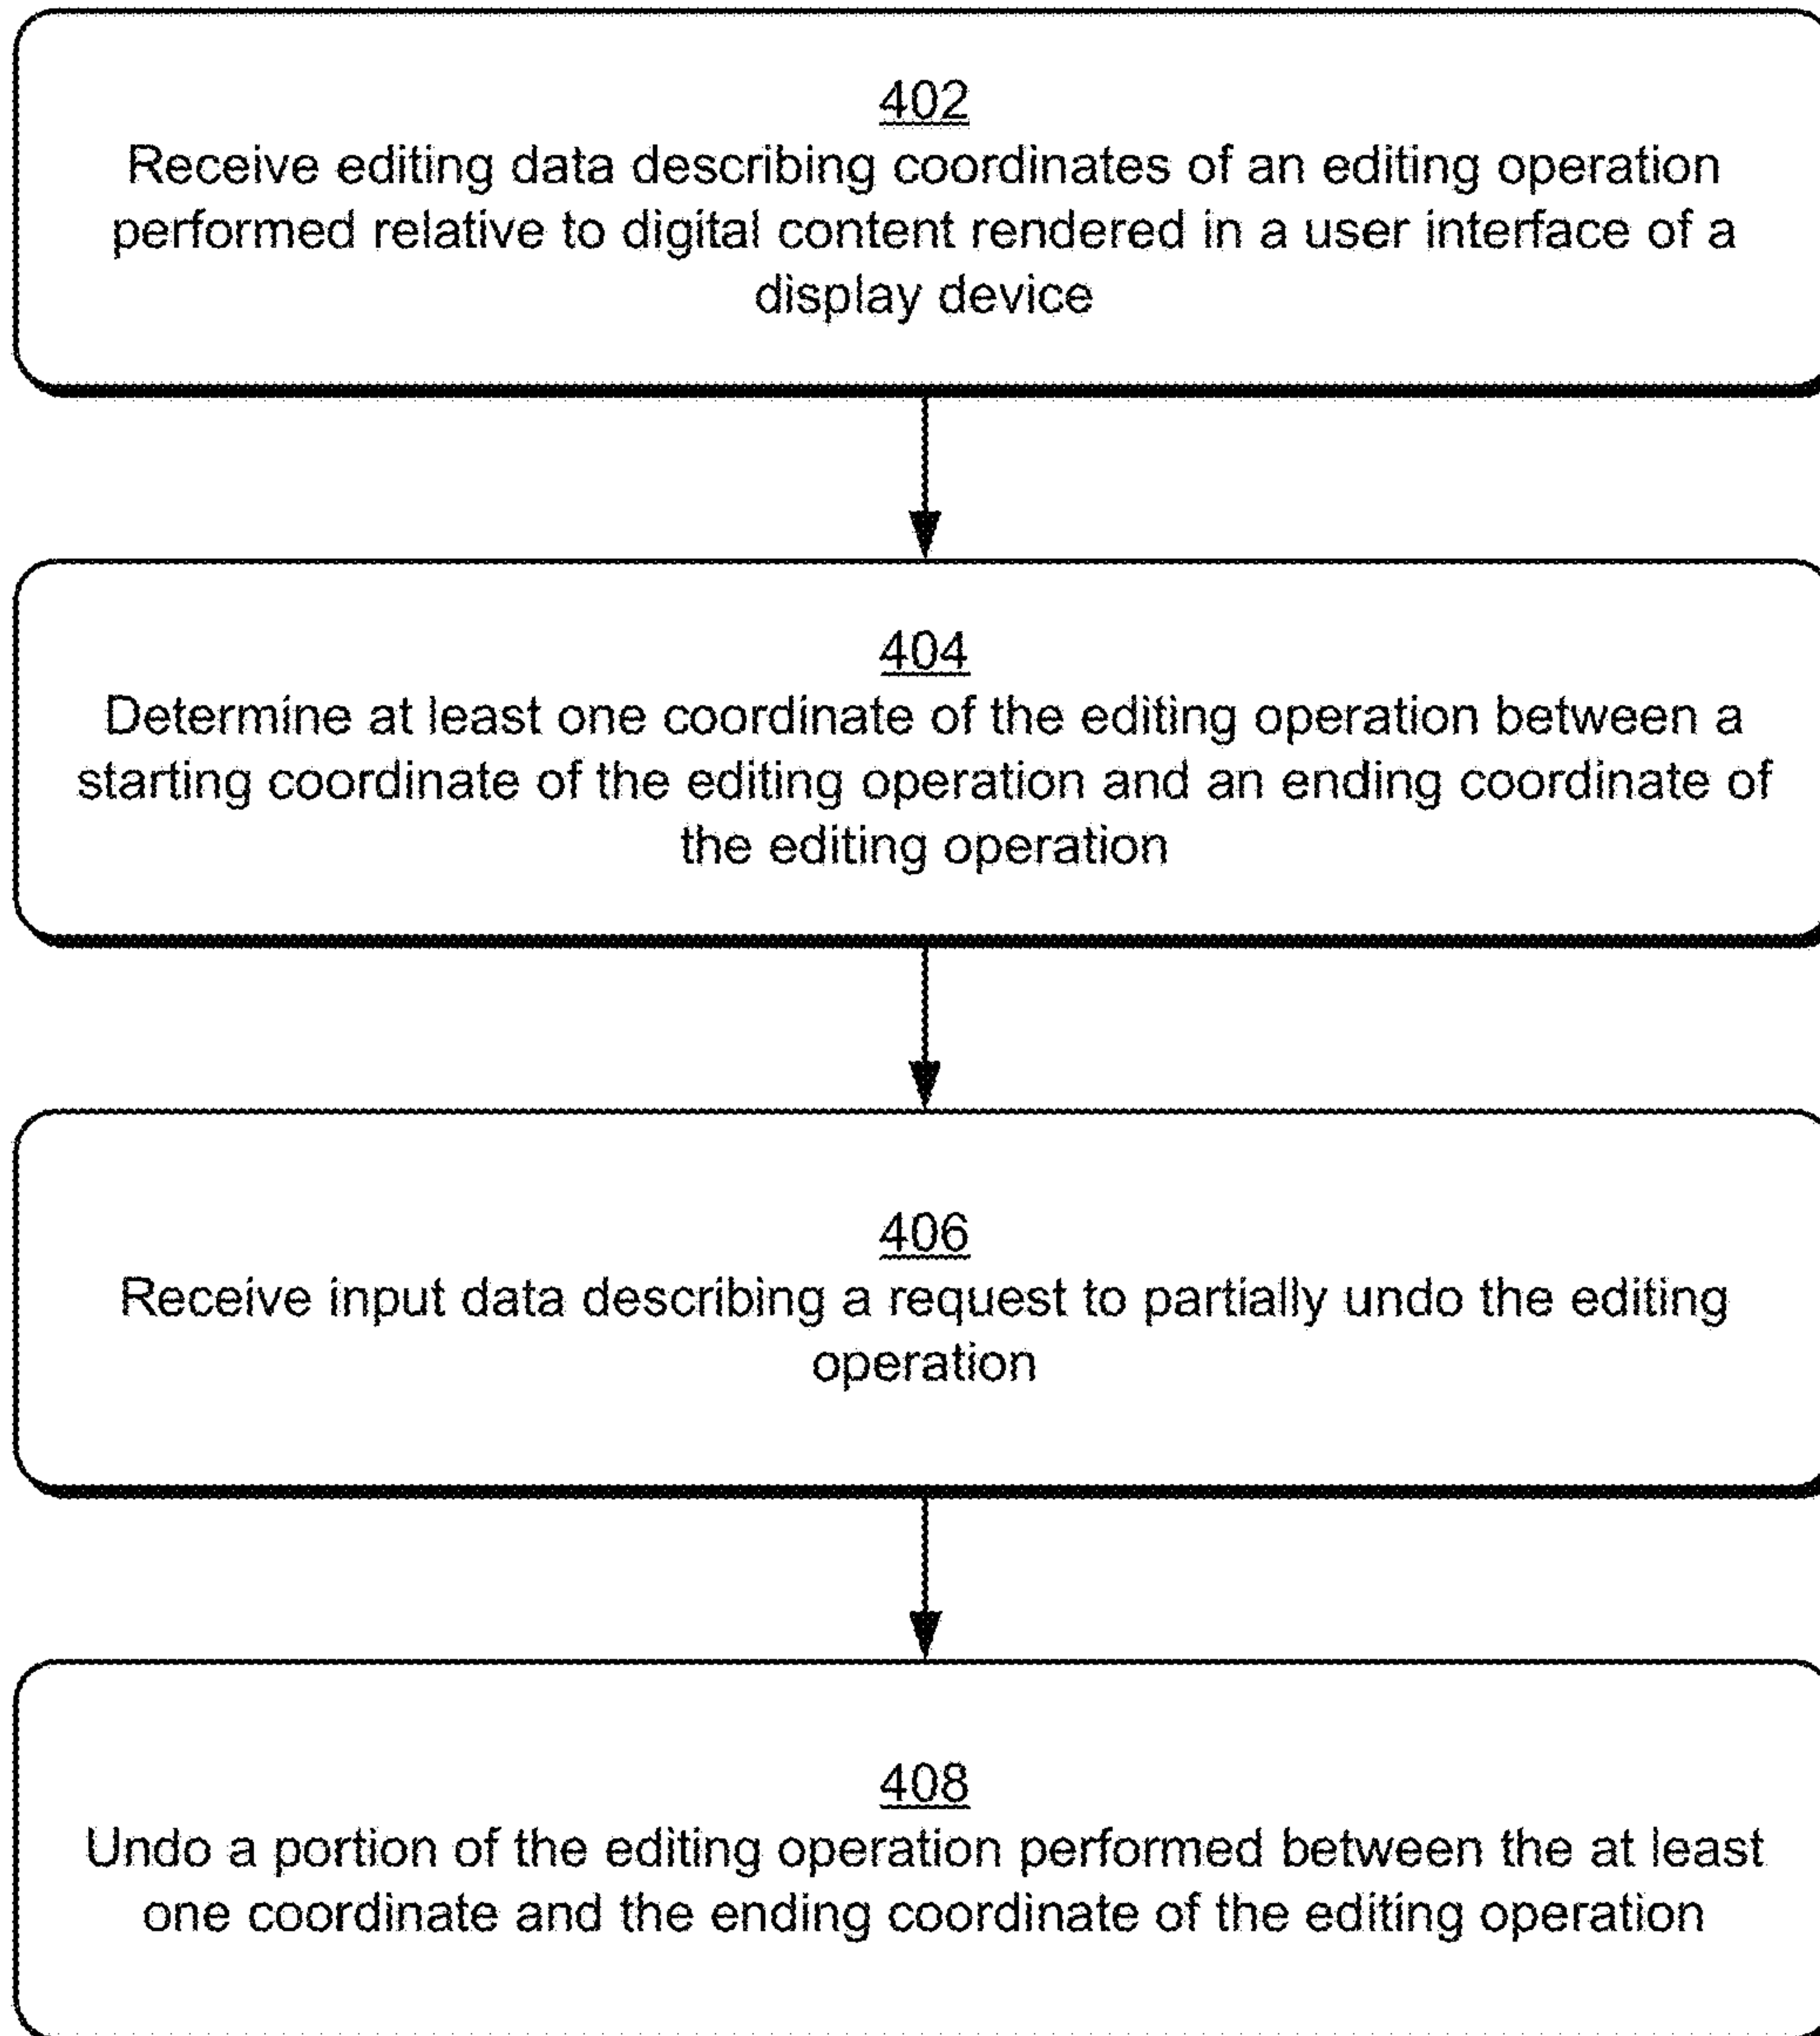 402
Receive editing data describing coordinates of an editing operation
performed relative to digital content rendered in a user interface of a
display device
404
Determine at least one coordinate of the editing operation between a
starting coordinate of the editing operation and an ending coordinate of
the editing operation
406
Receive input data describing a request to partially undo the editing
operation
408
Undo a portion of the editing operation performed between the at least
one coordinate and the ending coordinate of the editing operation